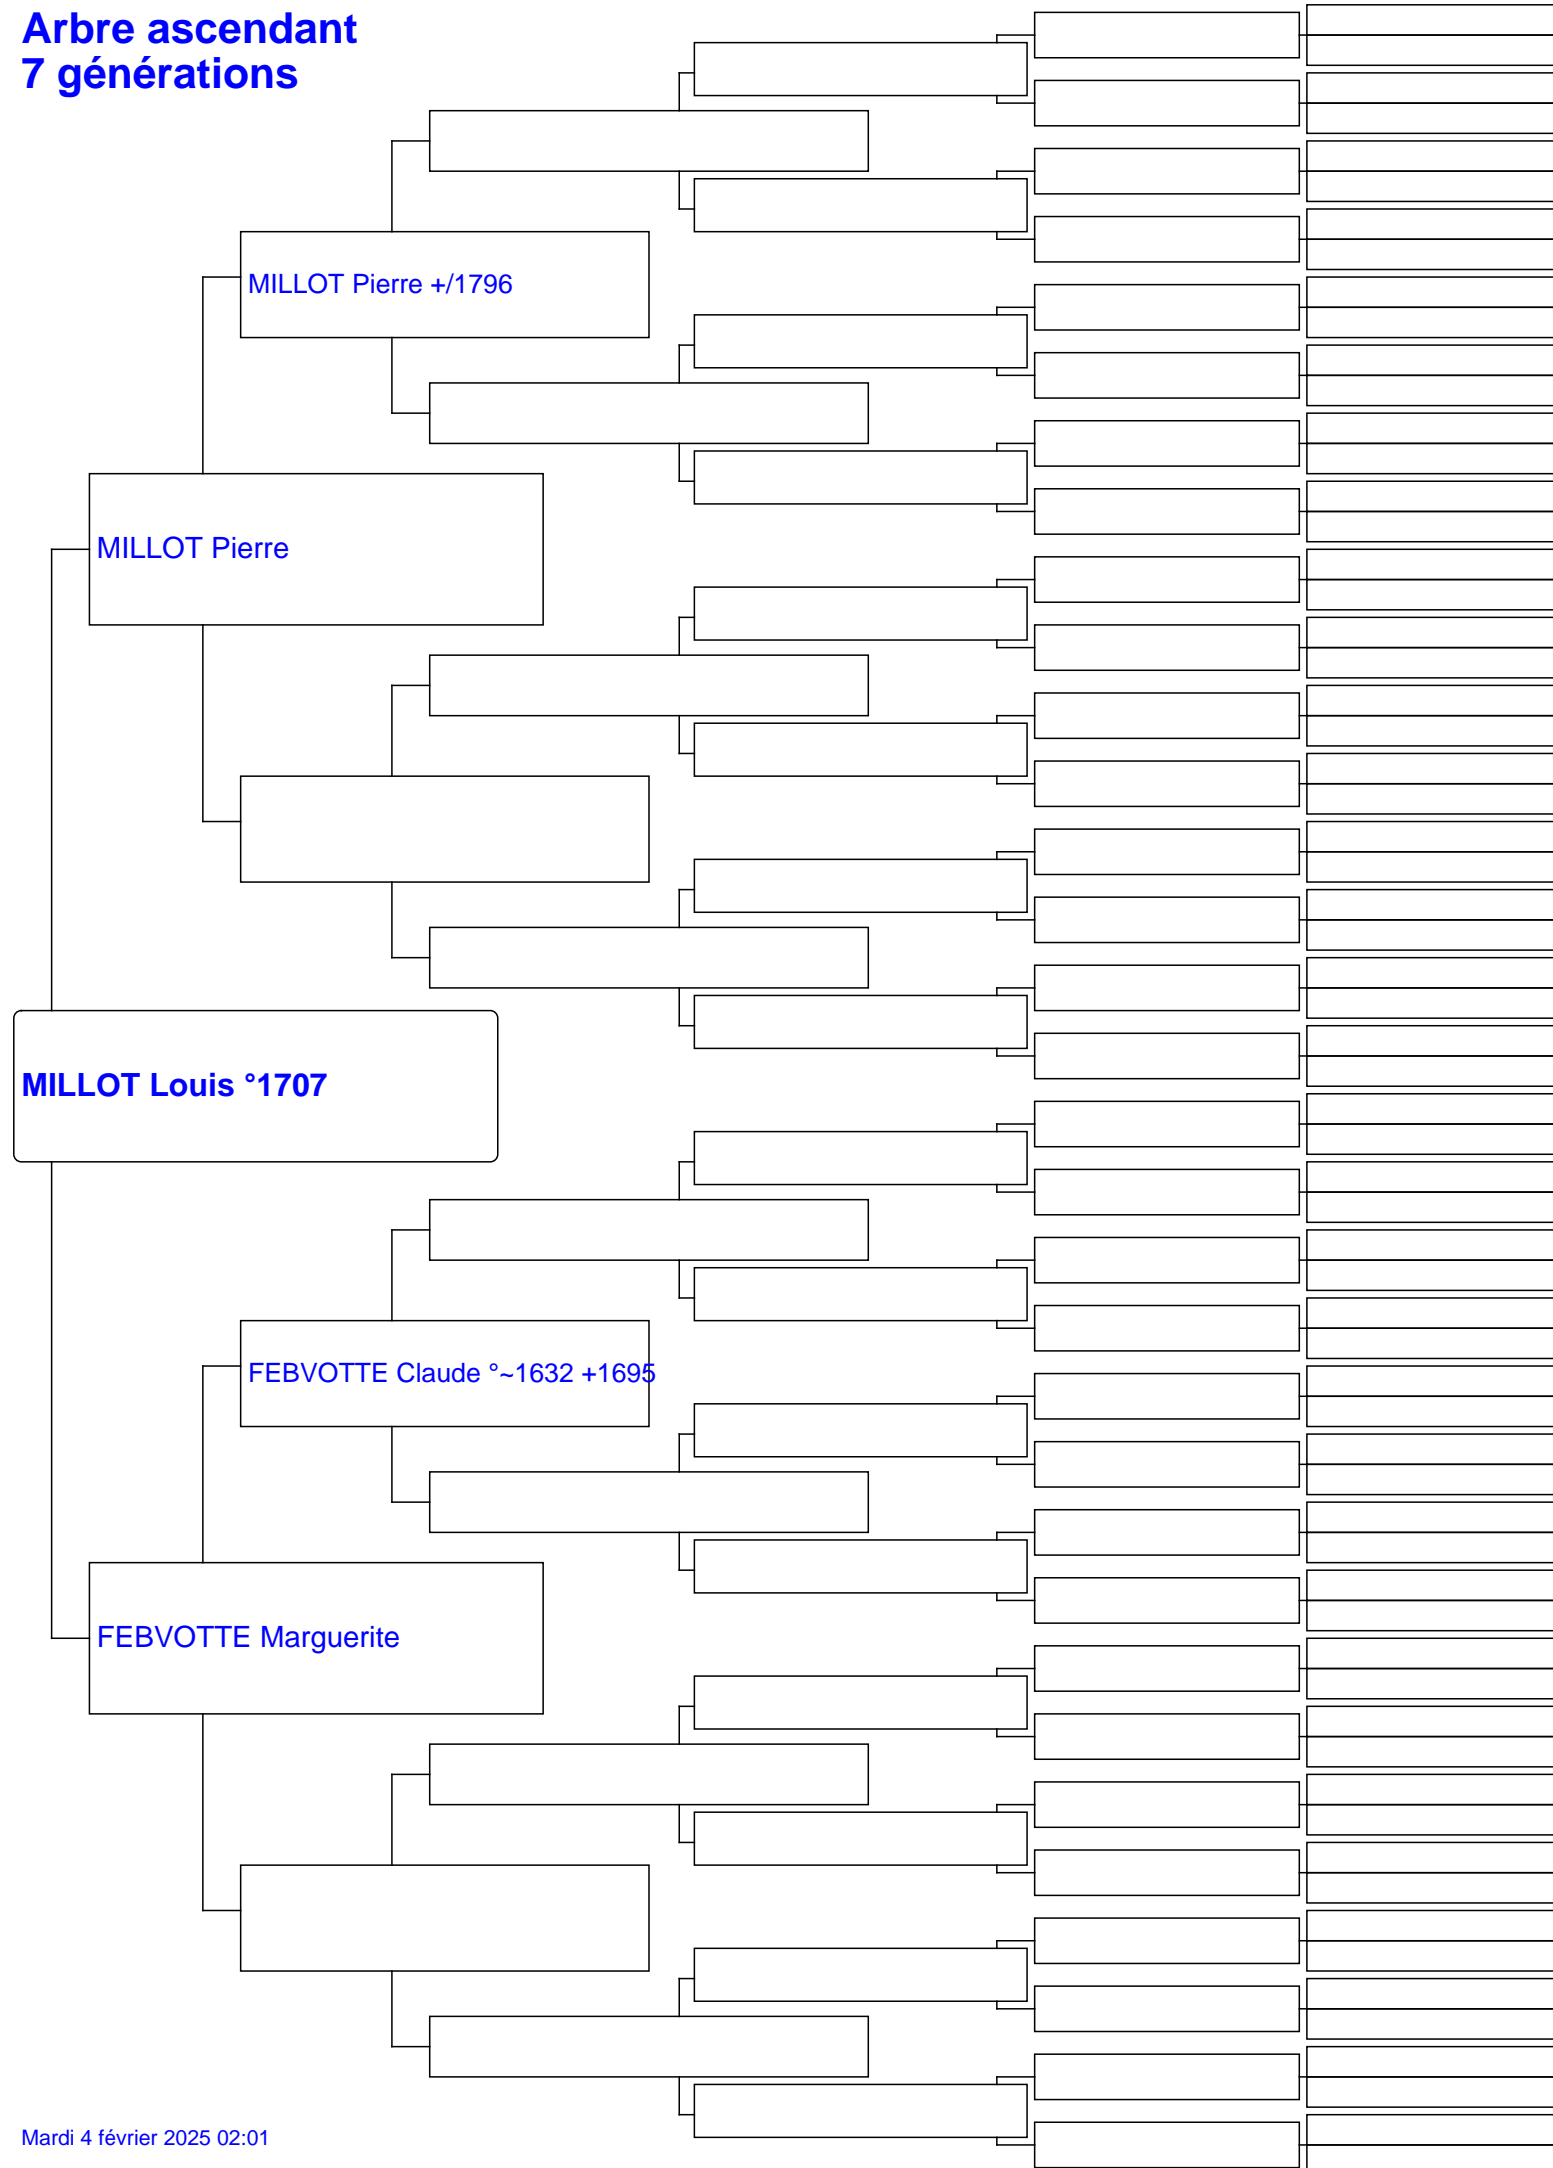 Arbre ascendant
7 générations
MILLOT Pierre +/1796
MILLOT Pierre
MILLOT Louis °1707
FEBVOTTE Claude °~1632 +1695
FEBVOTTE Marguerite
Mardi 4 février 2025 02:01